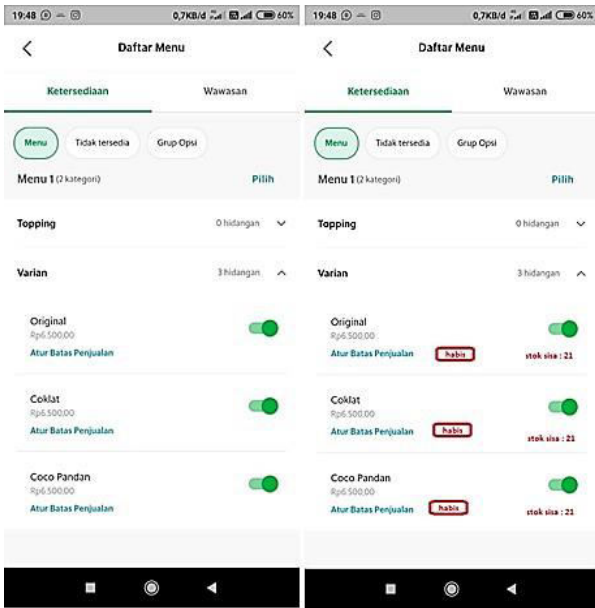 19:48 0,7KB/d 60%
Daftar Menu
Ketersediaan Wawasan
Menu Tidak tersedia Grup Opsi
Menu 1 (2 kategori) Pilih
Topping 0 hidangan
Varian 3 hidangan
Original
Rp6.500,00
Atur Batas Penjualan
Coklat
Rp6.500,00
Atur Batas Penjualan
Coco Pandan
Rp6.500,00
Atur Batas Penjualan
19:48 0,7KB/d 60%
Daftar Menu
Ketersediaan Wawasan
Menu Tidak tersedia Grup Opsi
Menu 1 (2 kategori) Pilih
Topping 0 hidangan
Varian 3 hidangan
Original
Rp6.500,00
Atur Batas Penjualan habis stok sisa : 21
Coklat
Rp6.500,00
Atur Batas Penjualan habis stok sisa : 21
Coco Pandan
Rp6.500,00
Atur Batas Penjualan habis stok sisa : 21